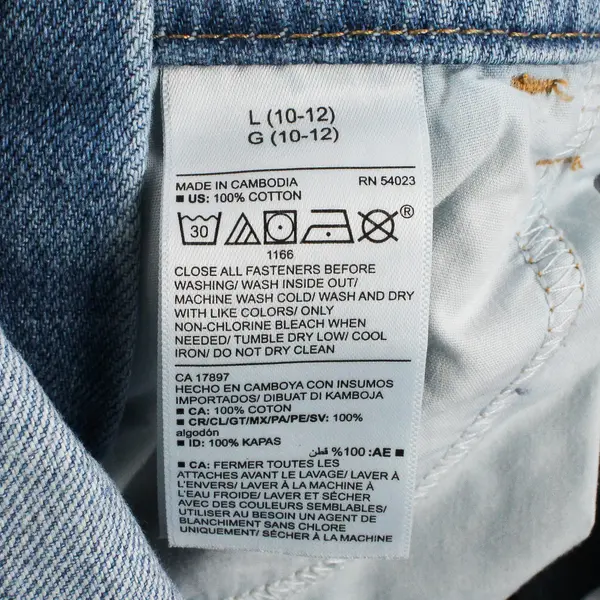 L (10-12)
G (10-12)
MADE IN CAMBODIA RN 54023
■ US: 100% COTTON
30 ®
1166
CLOSE ALL FASTENERS BEFORE
WASHING/ WASH INSIDE OUT/
MACHINE WASH COLD/ WASH AND DRY
WITH LIKE COLORS/ ONLY
NON-CHLORINE BLEACH WHEN
NEEDED/ TUMBLE DRY LOW/ COOL
IRON/ DO NOT DRY CLEAN
CA 17897
HECHO EN CAMBOYA CON INSUMOS
IMPORTADOS/ DIBUAT DI KAMBOJA
■ CA: 100% COTON
■ CR/CL/GT/MX/PA/PE/SV: 100%
algodón
■ ID: 100% KAPAS
■ AE: 100% قطن
■ CA: FERMER TOUTES LES
ATTACHES AVANT LE LAVAGE/ LAVER À
L'ENVERS/ LAVER À LA MACHINE À
L'EAU FROIDE/ LAVER ET SÉCHER
AVEC DES COULEURS SEMBLABLES/
UTILISER AU BESOIN UN AGENT DE
BLANCHIMENT SANS CHLORE
UNIQUEMENT/ SÉCHER À LA MACHINE